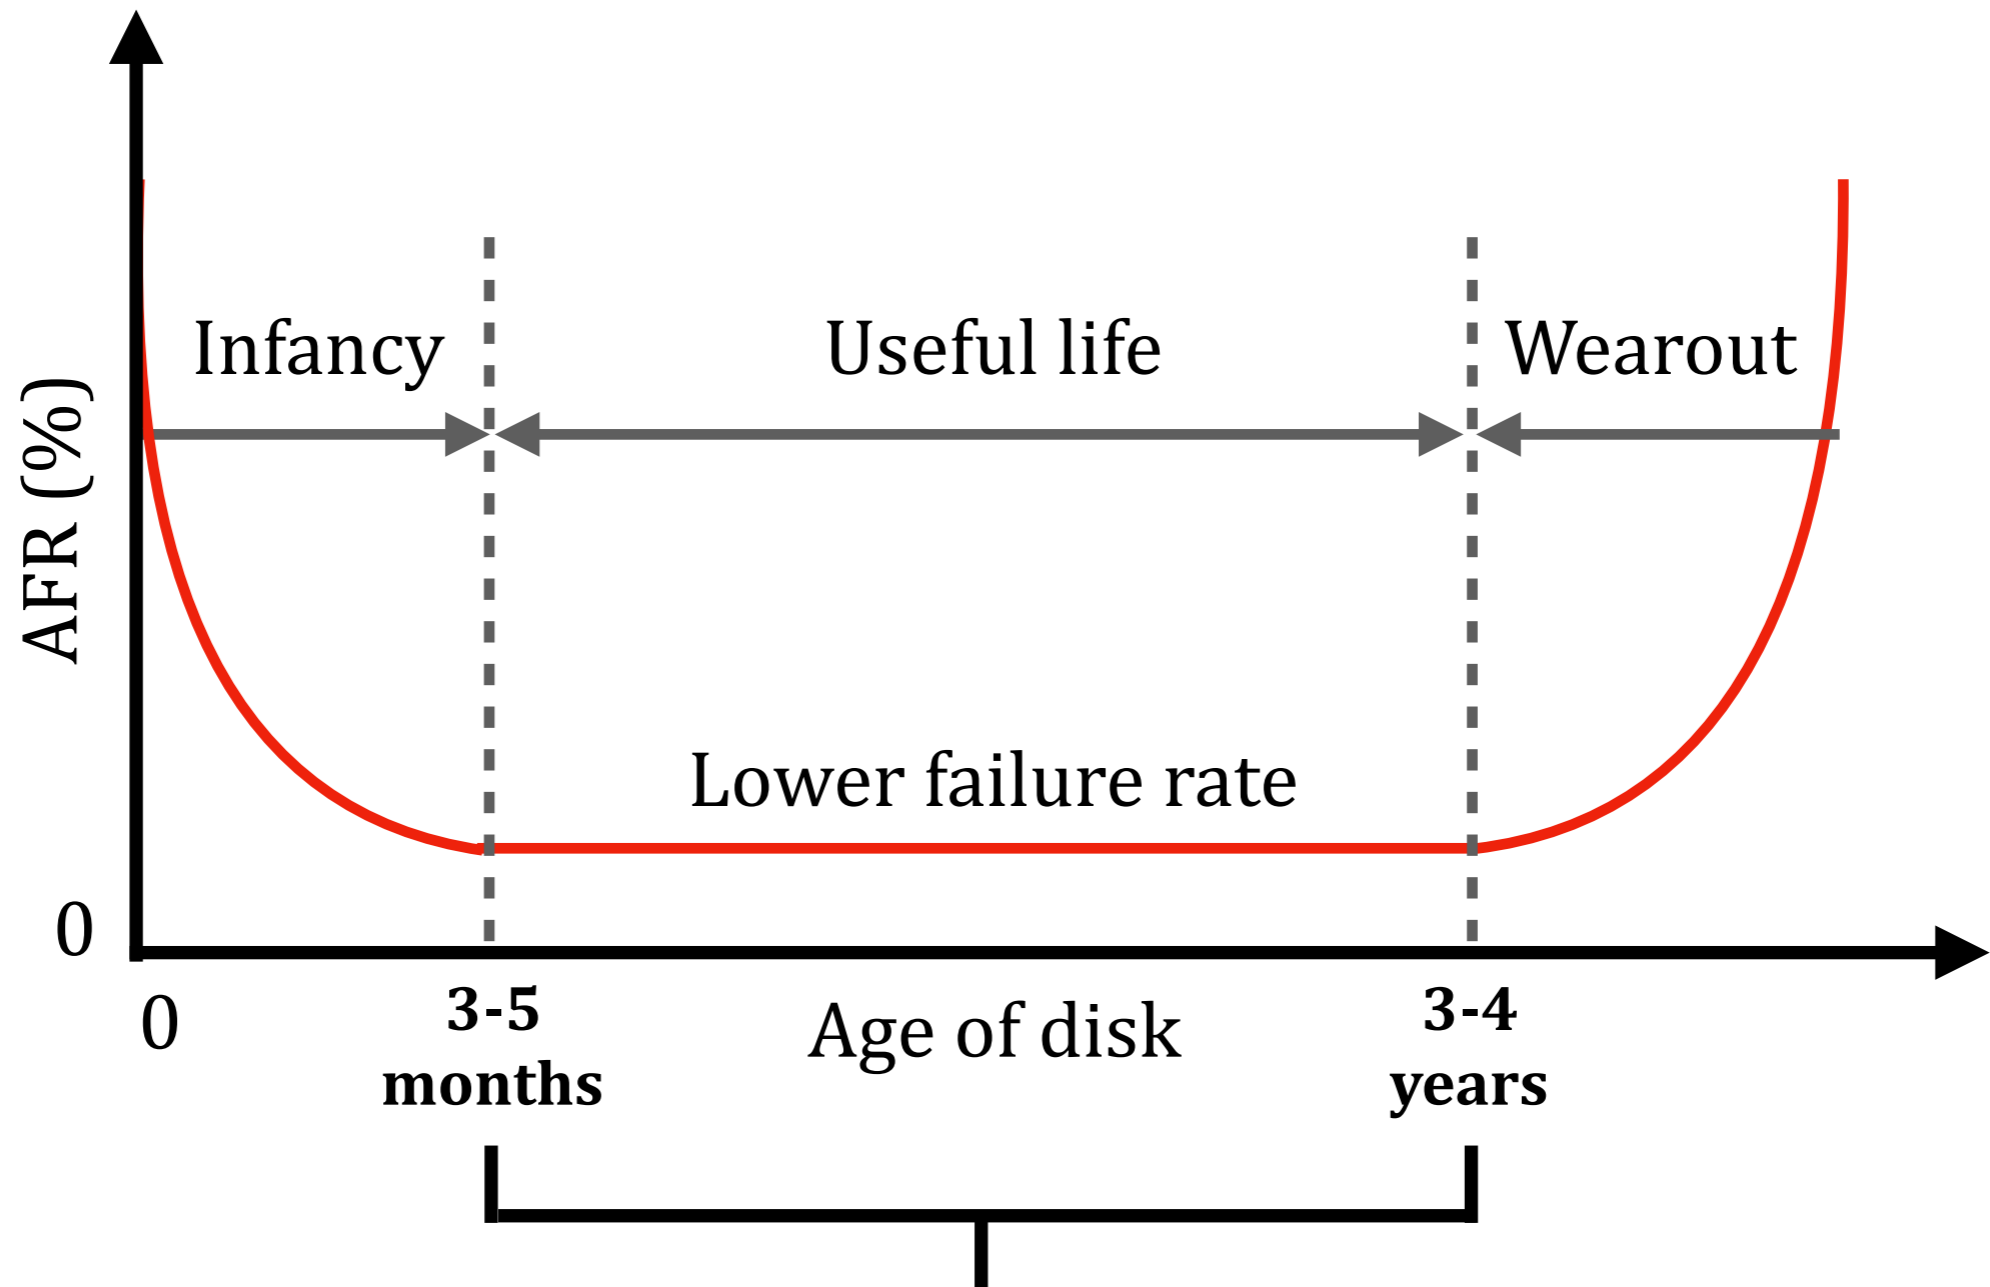 Infancy
Useful life
Wearout
AFR (%)
Lower failure rate
0
0
3-5
months
Age of disk
3-4
years